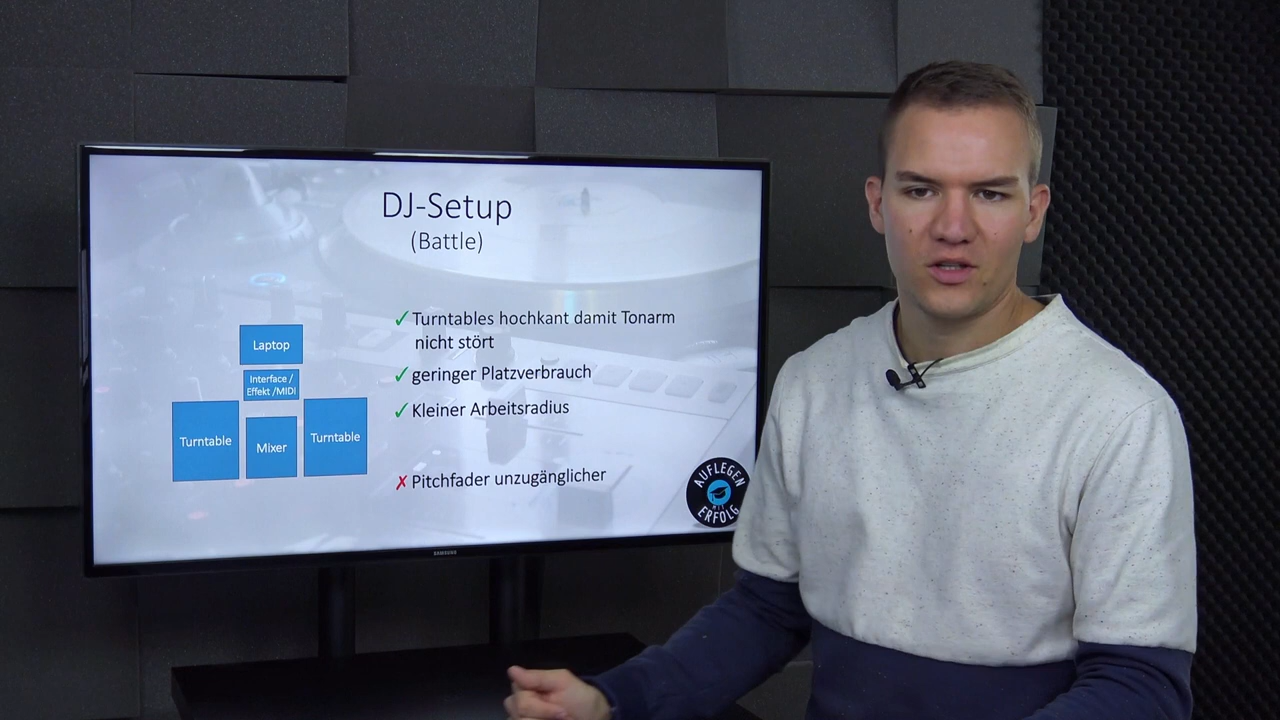 DJ-Setup
(Battle)
✓Turntables hochkant damit Tonarm
nicht stört
✓geringer Platzverbrauch
✓Kleiner Arbeitsradius
✗Pitchfader unzugänglicher
Laptop
Interface /
Effekt /MIDI
Turntable
Mixer
Turntable
AUFLEGEN
MIT
ERFOLG
SAMSUNG